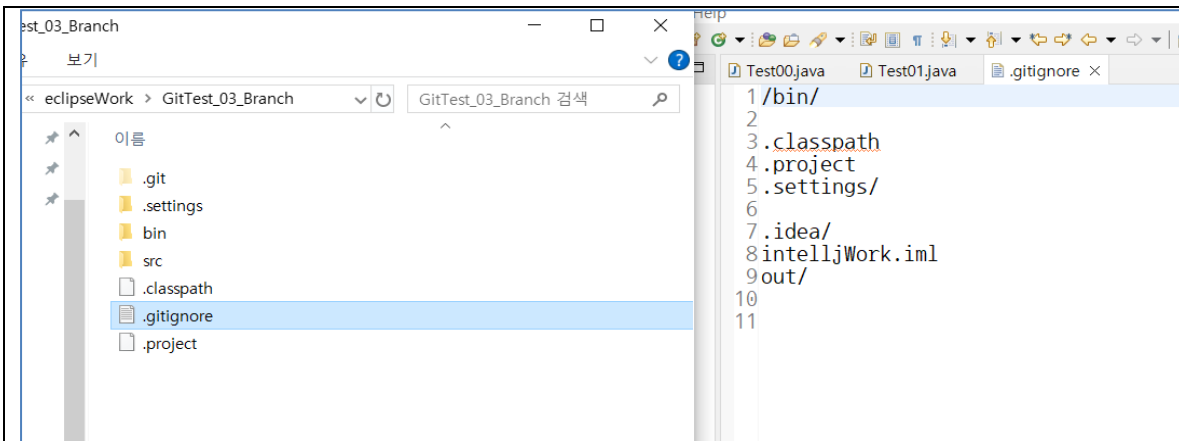 est_03_Branch
보기
?
« eclipseWork > GitTest_03_Branch
GitTest_03_Branch 검색
이름
.git
.settings
bin
src
.classpath
.gitignore
.project
Help
Test00.java
Test01.java
.gitignore
1 /bin/
2
3 .classpath
4 .project
5 .settings/
6
7 .idea/
8 intelljWork.iml
9 out/
10
11